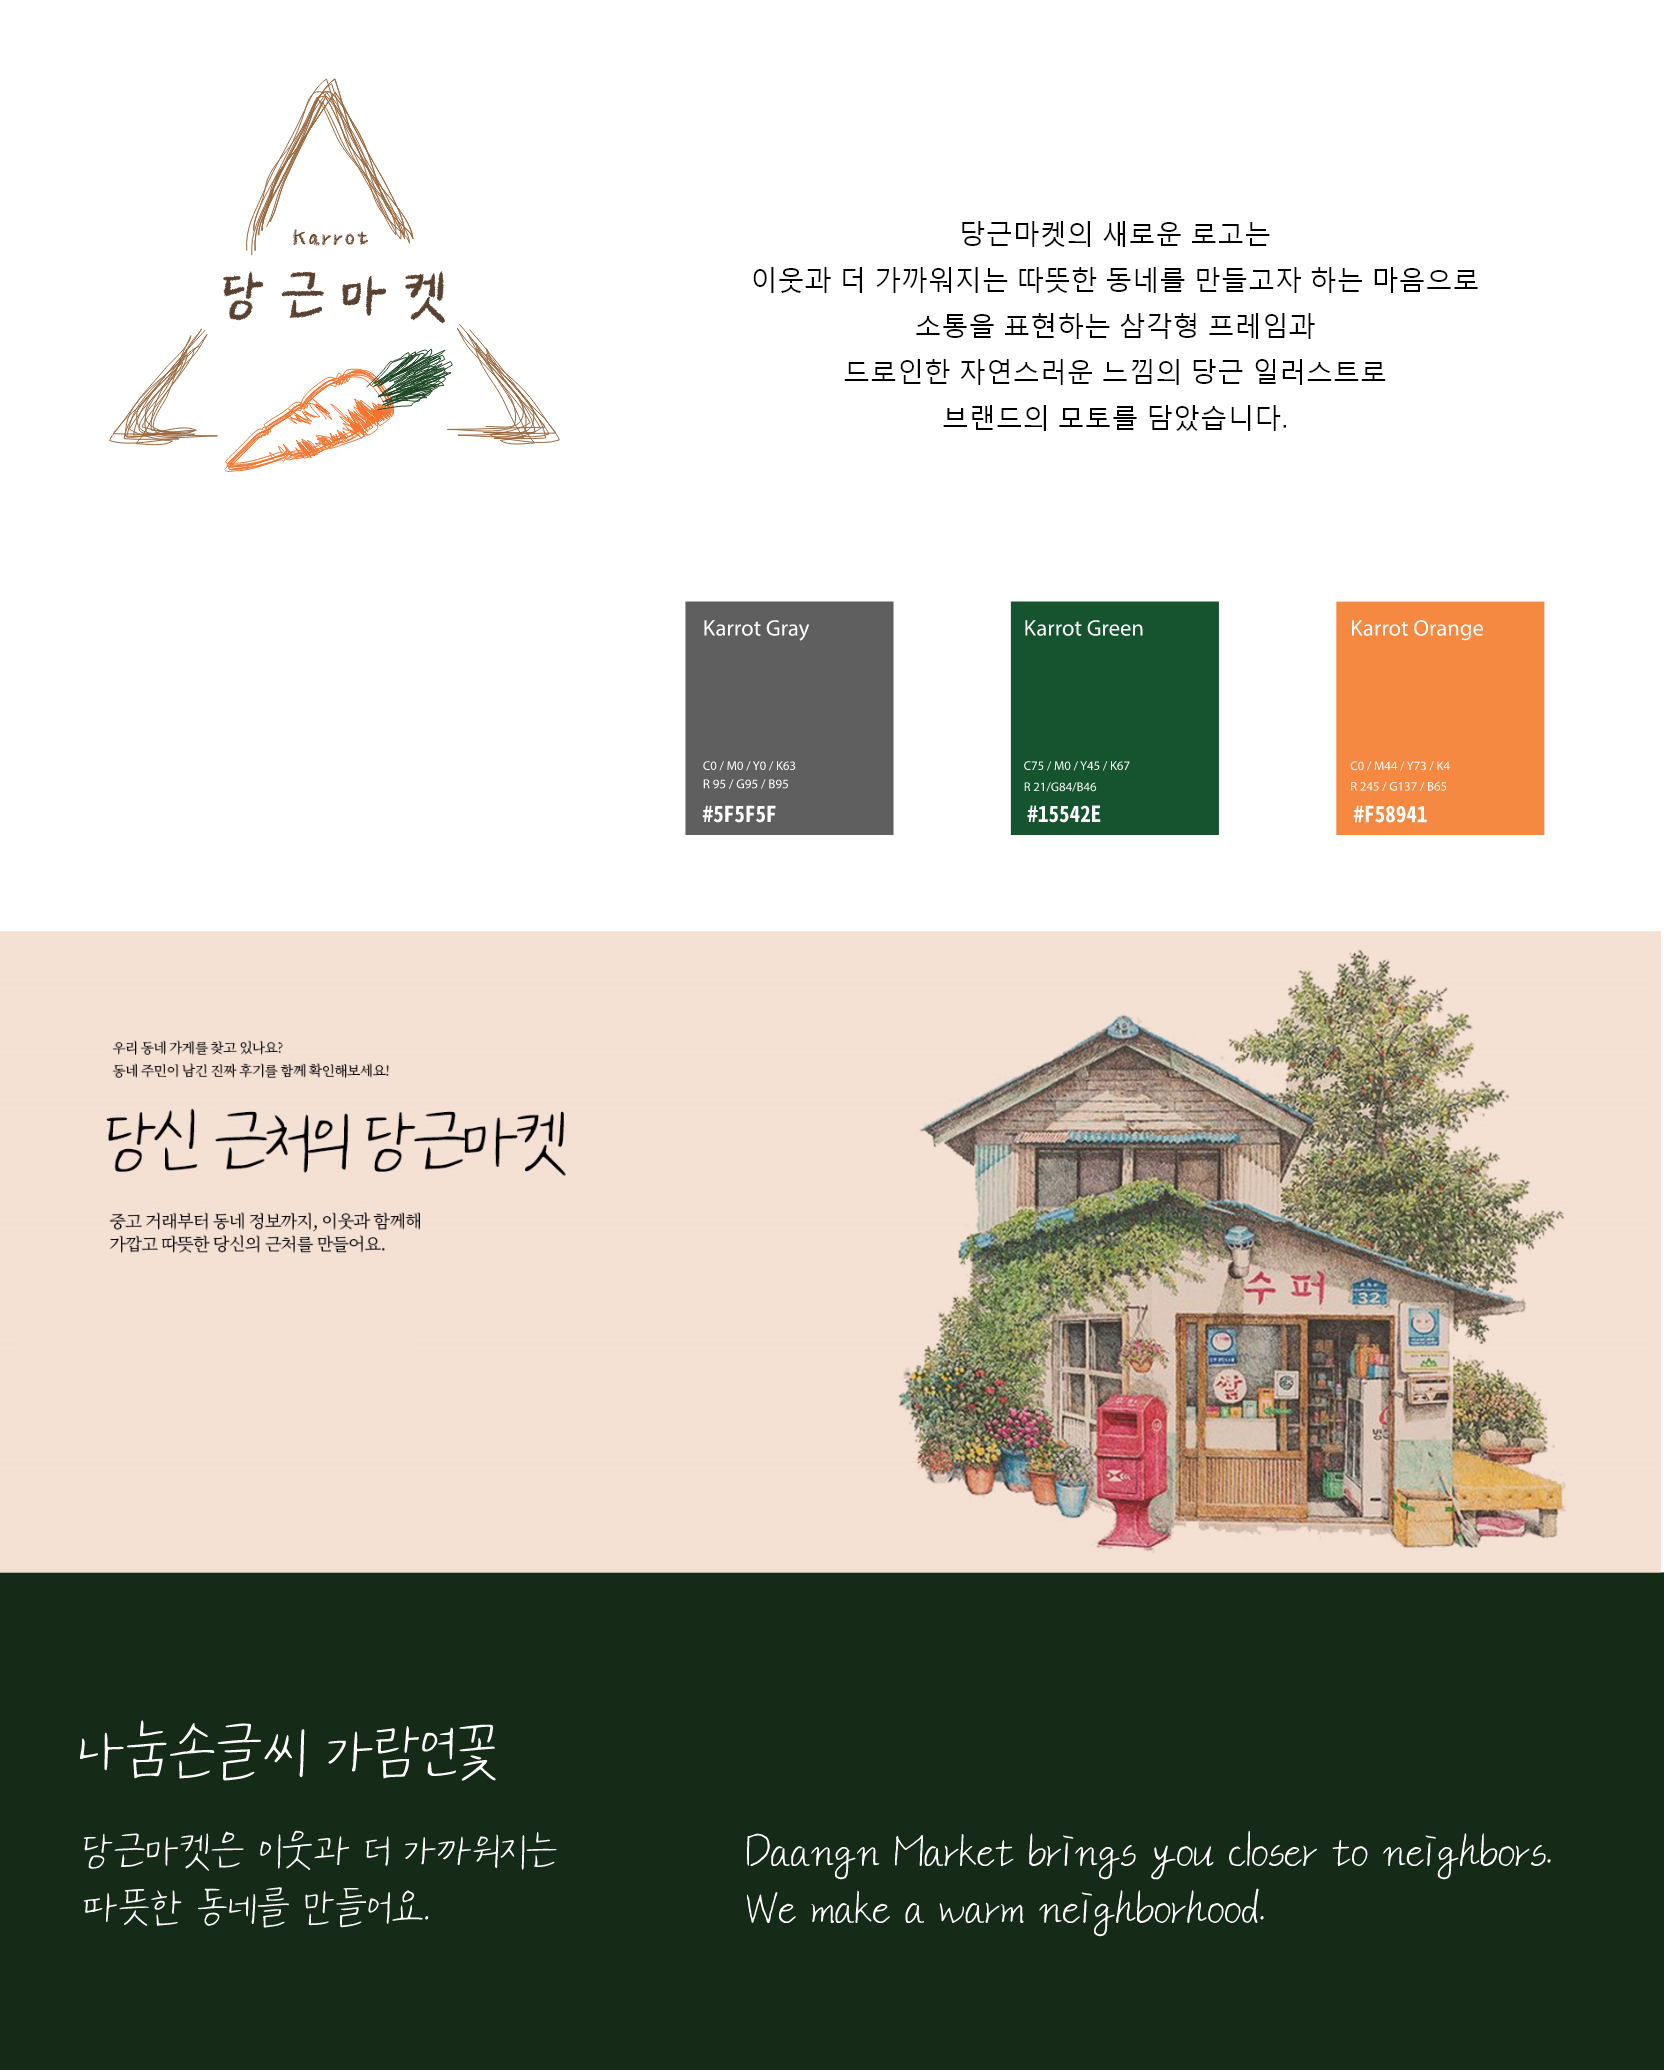 Karrot
당근마켓
당근마켓의 새로운 로고는
이웃과 더 가까워지는 따뜻한 동네를 만들고자 하는 마음으로
소통을 표현하는 삼각형 프레임과
드로인한 자연스러운 느낌의 당근 일러스트로
브랜드의 모토를 담았습니다.
Karrot Gray
C0 / M0 / Y0 / K63
R 95 / G95 / B95
#5F5F5F
Karrot Green
C75 / M0 / Y45 / K67
R 21/G84/B46
#15542E
Karrot Orange
C0 / M44 / Y73 / K4
R 245 / G137 / B65
#F58941
우리 동네 가게를 찾고 있나요?
동네 주민이 남긴 진짜 후기를 함께 확인해보세요!
당신 근처의 당근마켓
중고 거래부터 동네 정보까지, 이웃과 함께해
가깝고 따뜻한 당신의 근처를 만들어요.
수퍼
32
쌀
나눔손글씨 가람연꽃
당근마켓은 이웃과 더 가까워지는
따뜻한 동네를 만들어요.
Daangn Market brings you closer to neighbors.
We make a warm neighborhood.